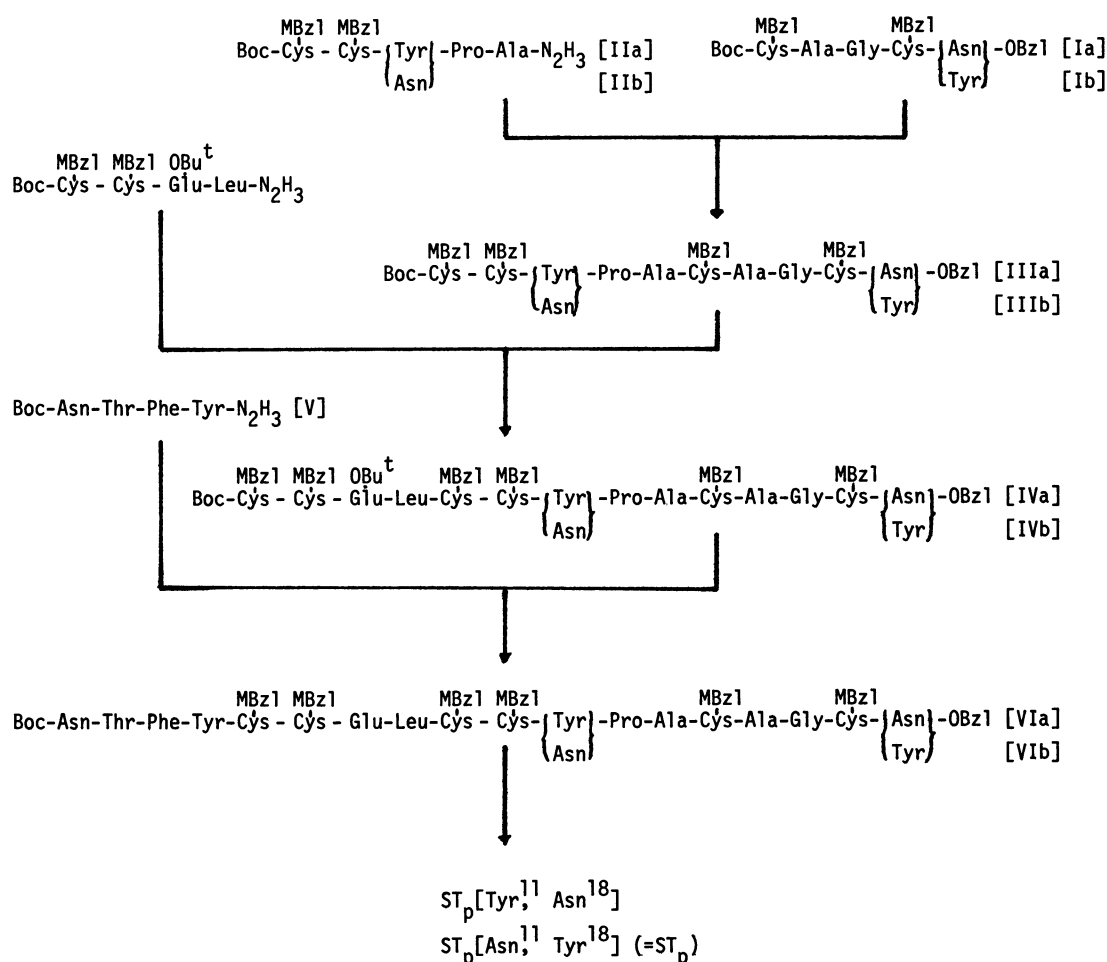 MBzl MBzl
Boc-Cys-Cys-{Tyr}-Pro-Ala-N2H3 [IIa]
{Asn} [IIb]
MBzl MBzl
Boc-Cys-Ala-Gly-Cys-{Asn}-OBzl [Ia]
{Tyr} [Ib]
MBzl MBzl OBu^t
Boc-Cys - Cys - Glu-Leu-N2H3
MBzl MBzl MBzl MBzl
Boc-Cys - Cys-{Tyr}-Pro-Ala-Cys-Ala-Gly-Cys-{Asn}-OBzl [IIIa]
{Asn} {Tyr} [IIIb]
Boc-Asn-Thr-Phe-Tyr-N2H3 [V]
MBzl MBzl OBu^t MBzl MBzl MBzl MBzl
Boc-Cys - Cys - Glu-Leu-Cys - Cys-{Tyr}-Pro-Ala-Cys-Ala-Gly-Cys-{Asn}-OBzl [IVa]
{Asn} {Tyr} [IVb]
MBzl MBzl MBzl MBzl MBzl MBzl
Boc-Asn-Thr-Phe-Tyr-Cys - Cys - Glu-Leu-Cys - Cys-{Tyr}-Pro-Ala-Cys-Ala-Gly-Cys-{Asn}-OBzl [VIa]
{Asn} {Tyr} [VIb]
STp[Tyr,11 Asn18]
STp[Asn,11 Tyr18] (=STp)